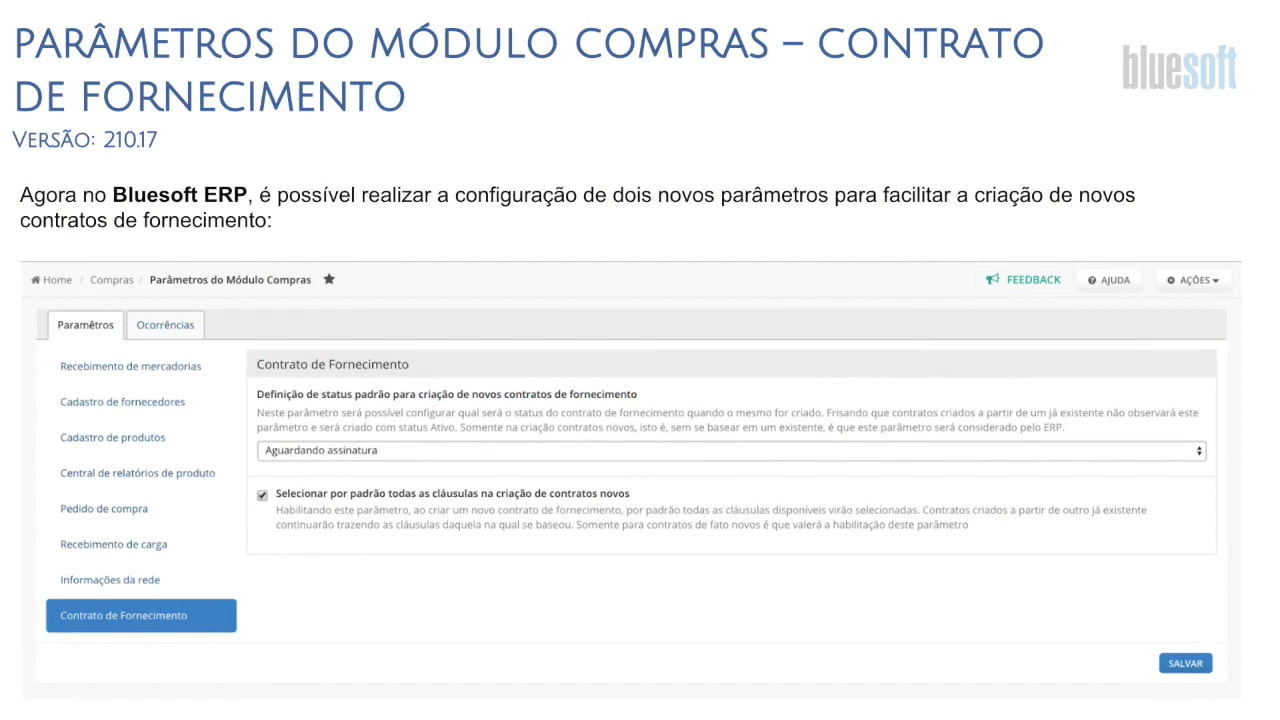 PARÂMETROS DO MÓDULO COMPRAS – CONTRATO
DE FORNECIMENTO
bluesoft
VERSÃO: 210.17
Agora no Bluesoft ERP, é possível realizar a configuração de dois novos parâmetros para facilitar a criação de novos
contratos de fornecimento:
Home / Compras / Parâmetros do Módulo Compras
FEEDBACK
AJUDA
AÇÕES
Paramêtros
Ocorrências
Recebimento de mercadorias
Cadastro de fornecedores
Cadastro de produtos
Central de relatórios de produto
Pedido de compra
Recebimento de carga
Informações da rede
Contrato de Fornecimento
Contrato de Fornecimento
Definição de status padrão para criação de novos contratos de fornecimento
Neste parâmetro será possível configurar qual será o status do contrato de fornecimento quando o mesmo for criado. Frisando que contratos criados a partir de um já existente não observará este
parâmetro e será criado com status Ativo. Somente na criação contratos novos, isto é, sem se basear em um existente, é que este parâmetro será considerado pelo ERP.
Aguardando assinatura
Selecionar por padrão todas as cláusulas na criação de contratos novos
Habilitando este parâmetro, ao criar um novo contrato de fornecimento, por padrão todas as cláusulas disponíveis virão selecionadas. Contratos criados a partir de outro já existente
continuarão trazendo as cláusulas daquela na qual se baseou. Somente para contratos de fato novos é que valerá a habilitação deste parâmetro
SALVAR